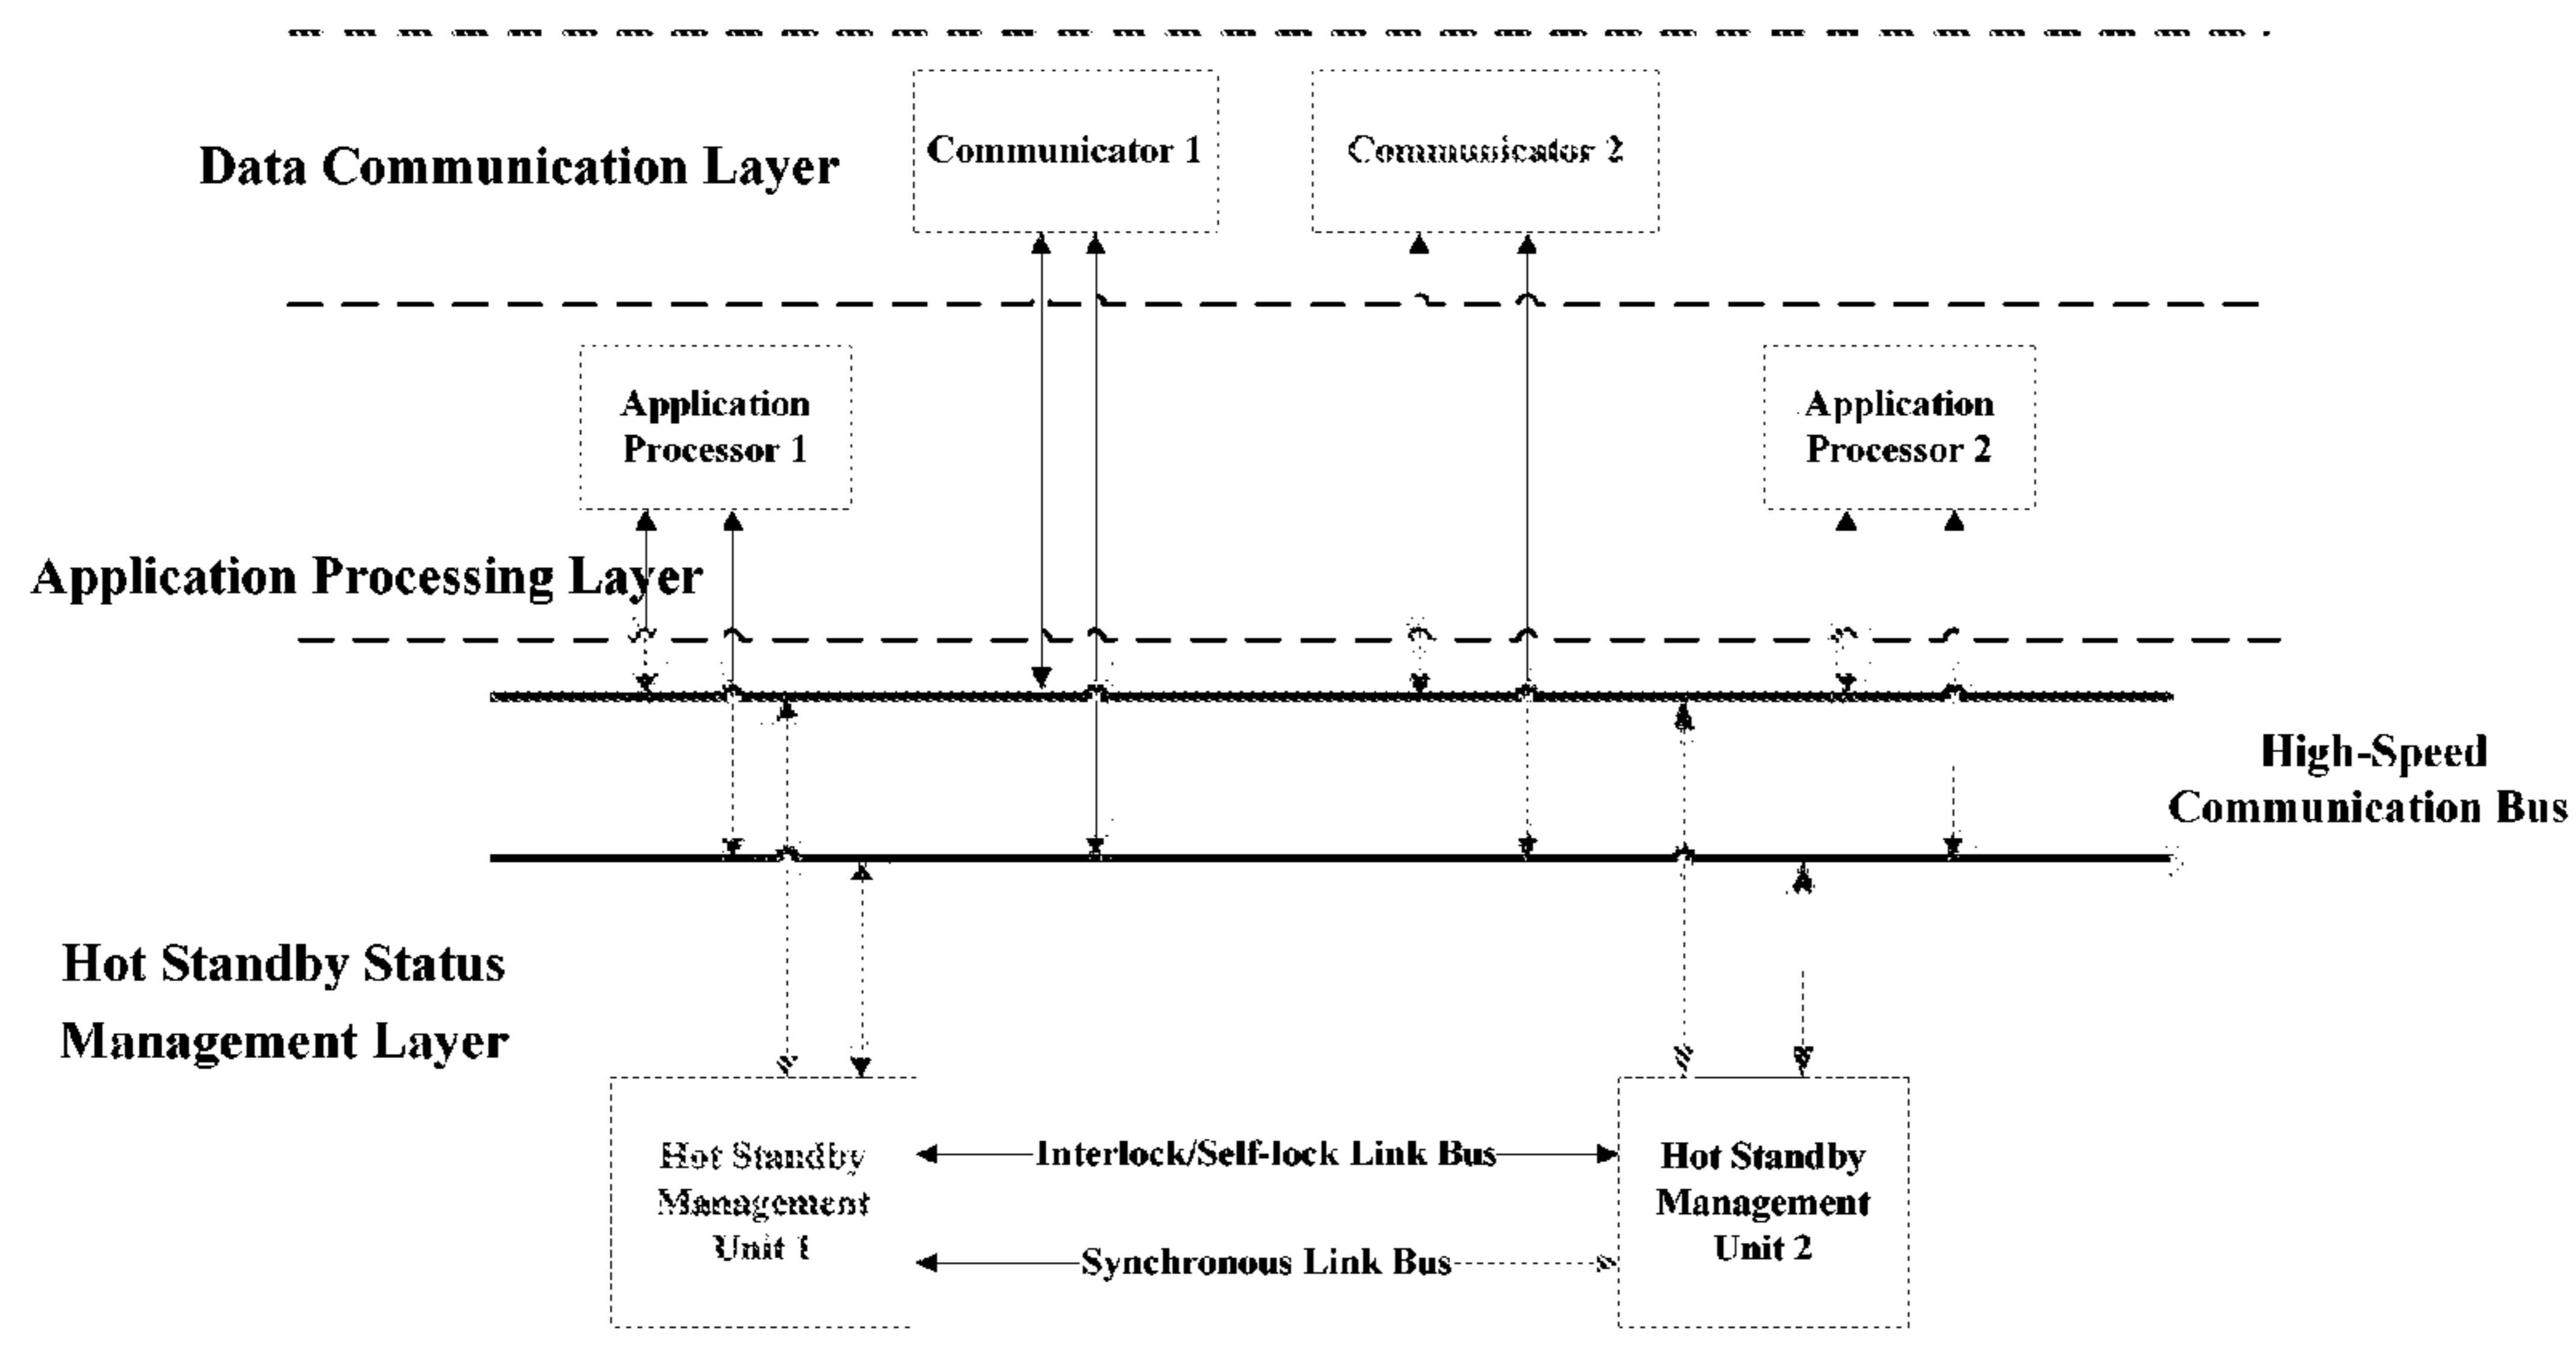 Data Communication Layer
Communicator 1
Communicator 2
Application
Processor 1
Application
Processor 2
Application Processing Layer
High-Speed
Communication Bus
Hot Standby Status
Management Layer
Hot Standby
Management
Unit 1
Interlock/Self-lock Link Bus
Synchronous Link Bus
Hot Standby
Management
Unit 2